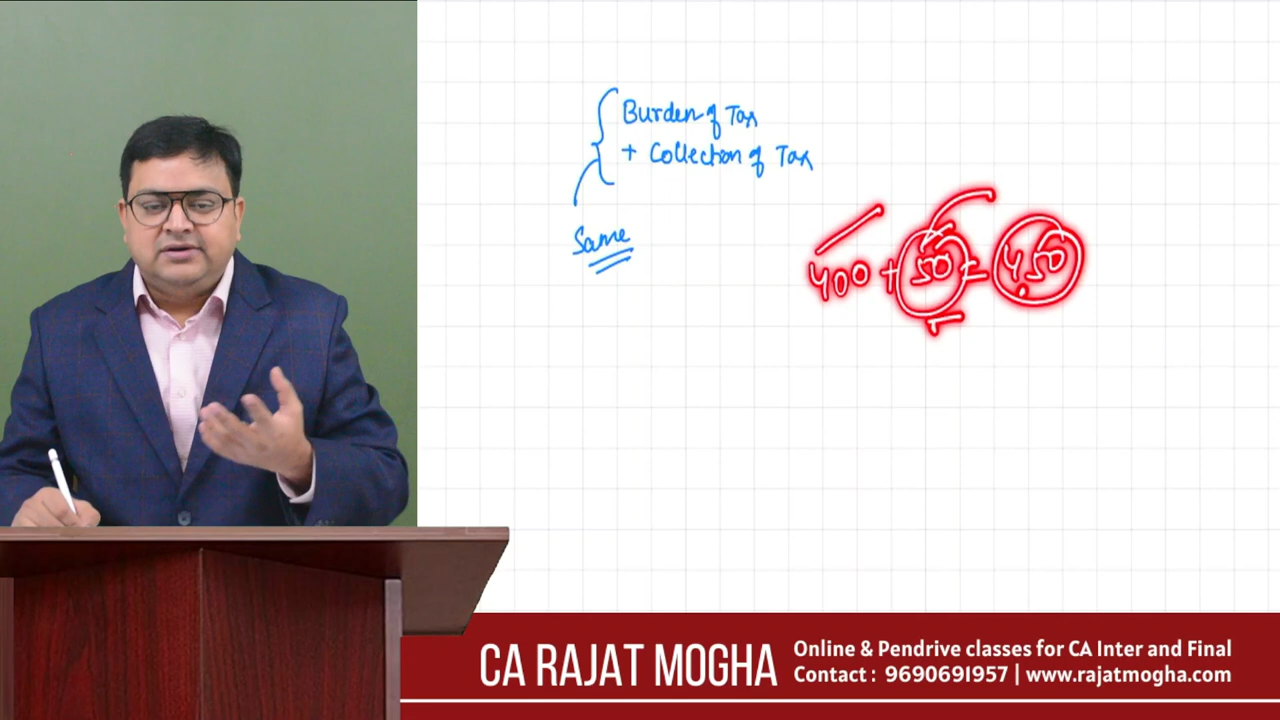 Burden of Tax
+ Collection of Tax
Same
400 + 50 = 450
CA RAJAT MOGHA
Online & Pendrive classes for CA Inter and Final
Contact : 9690691957 | www.rajatmogha.com